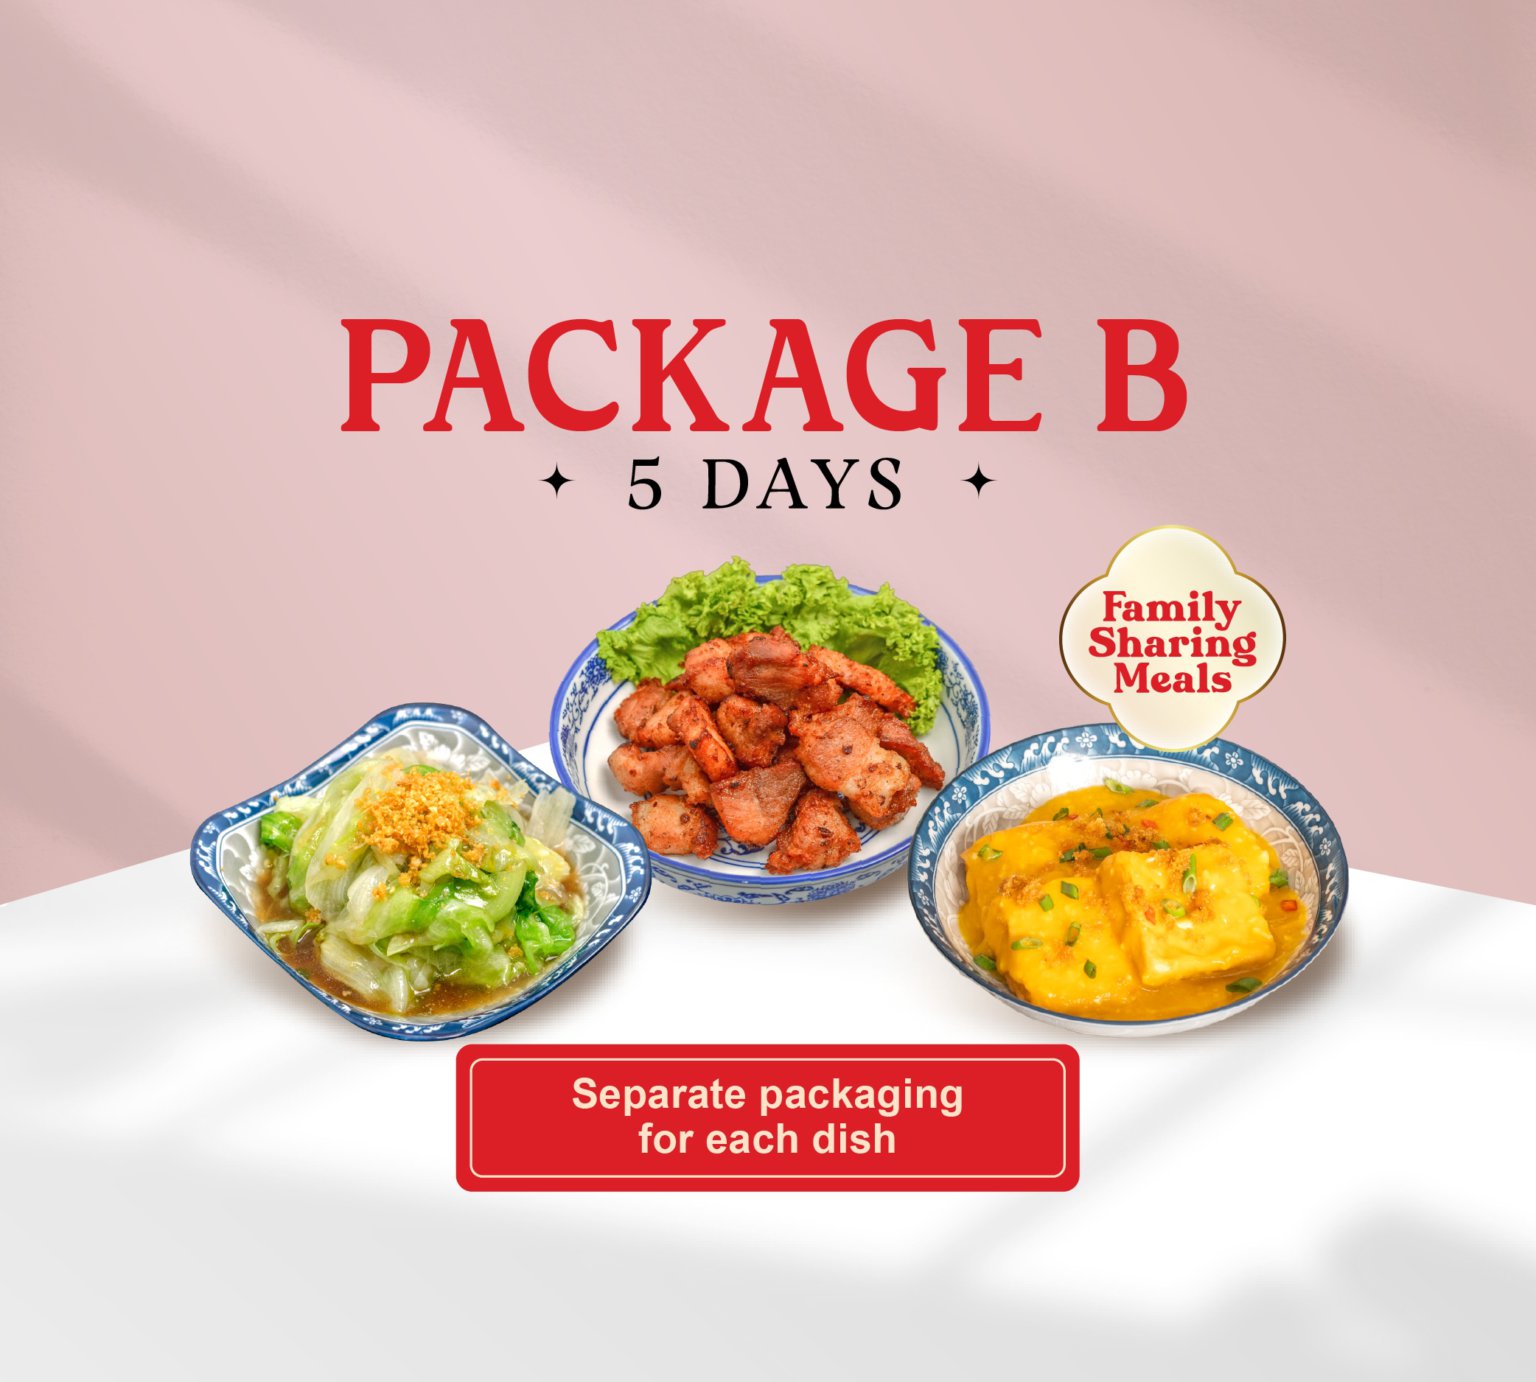 PACKAGE B
5 DAYS
Family
Sharing
Meals
Separate packaging
for each dish